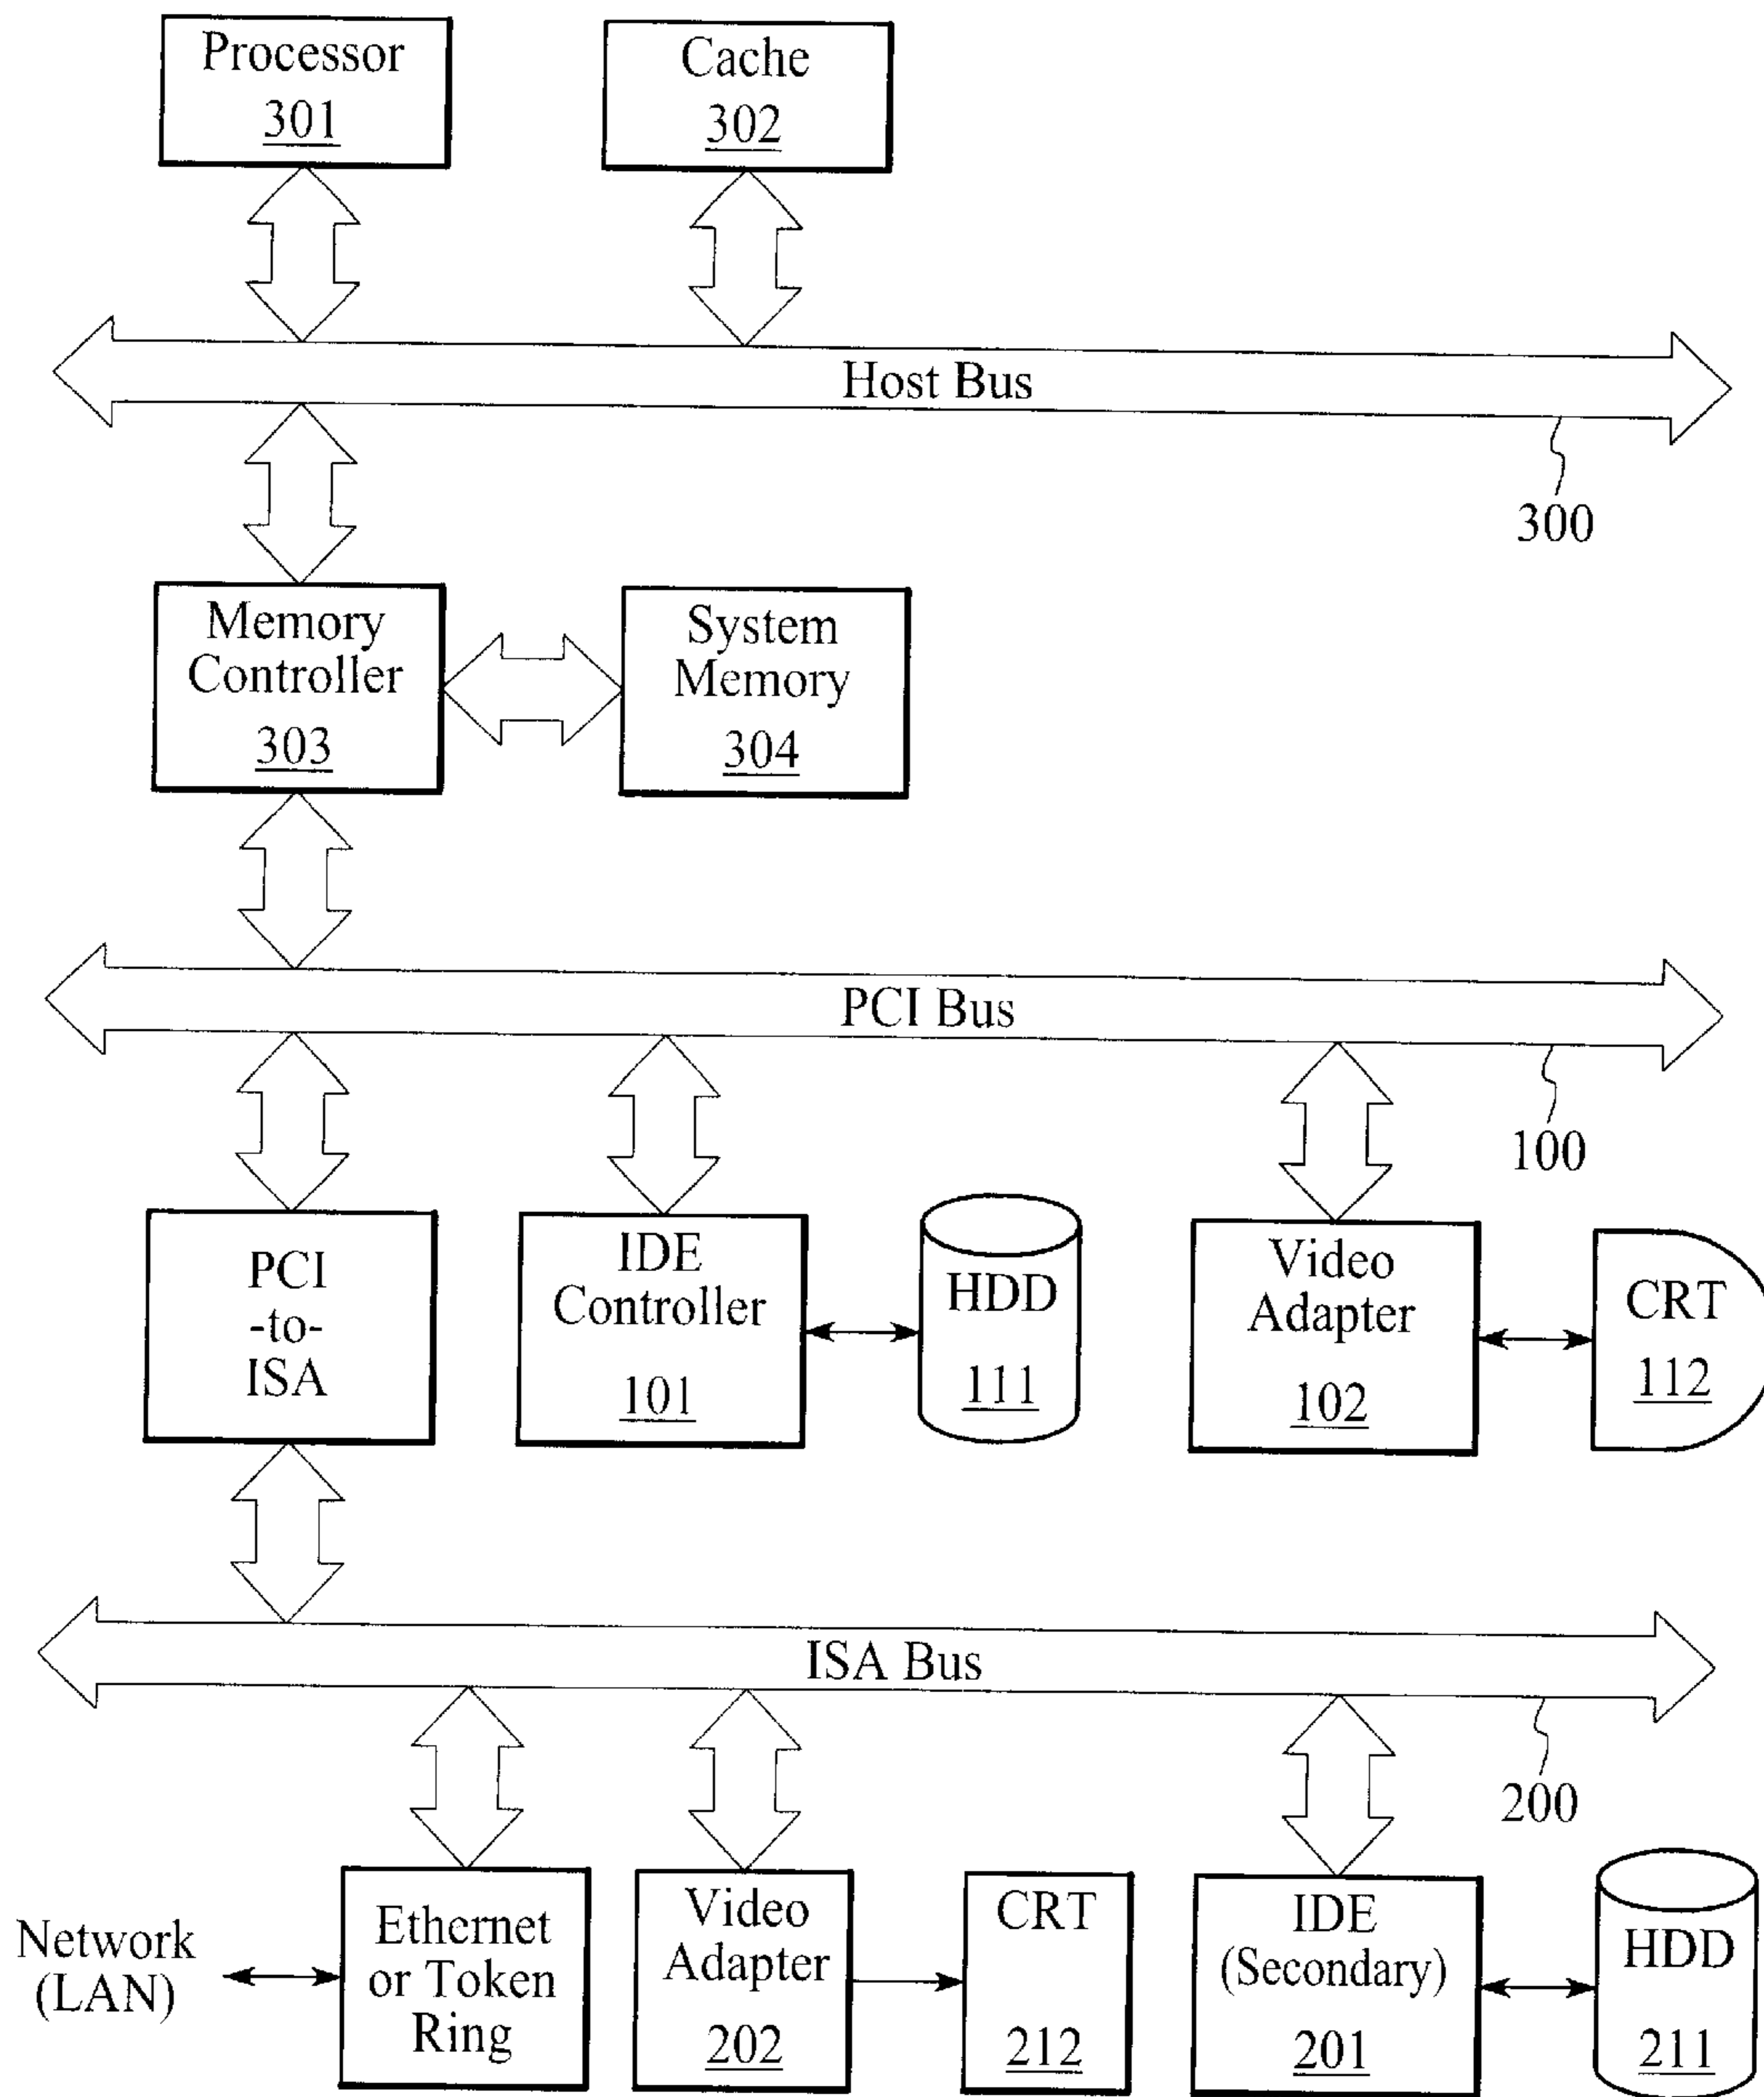 Processor
301
Cache
302
Host Bus
300
Memory
Controller
303
System
Memory
304
PCI Bus
100
PCI
-to-
ISA
IDE
Controller
101
HDD
111
Video
Adapter
102
CRT
112
ISA Bus
200
Network
(LAN)
Ethernet
or Token
Ring
Video
Adapter
202
CRT
212
IDE
(Secondary)
201
HDD
211